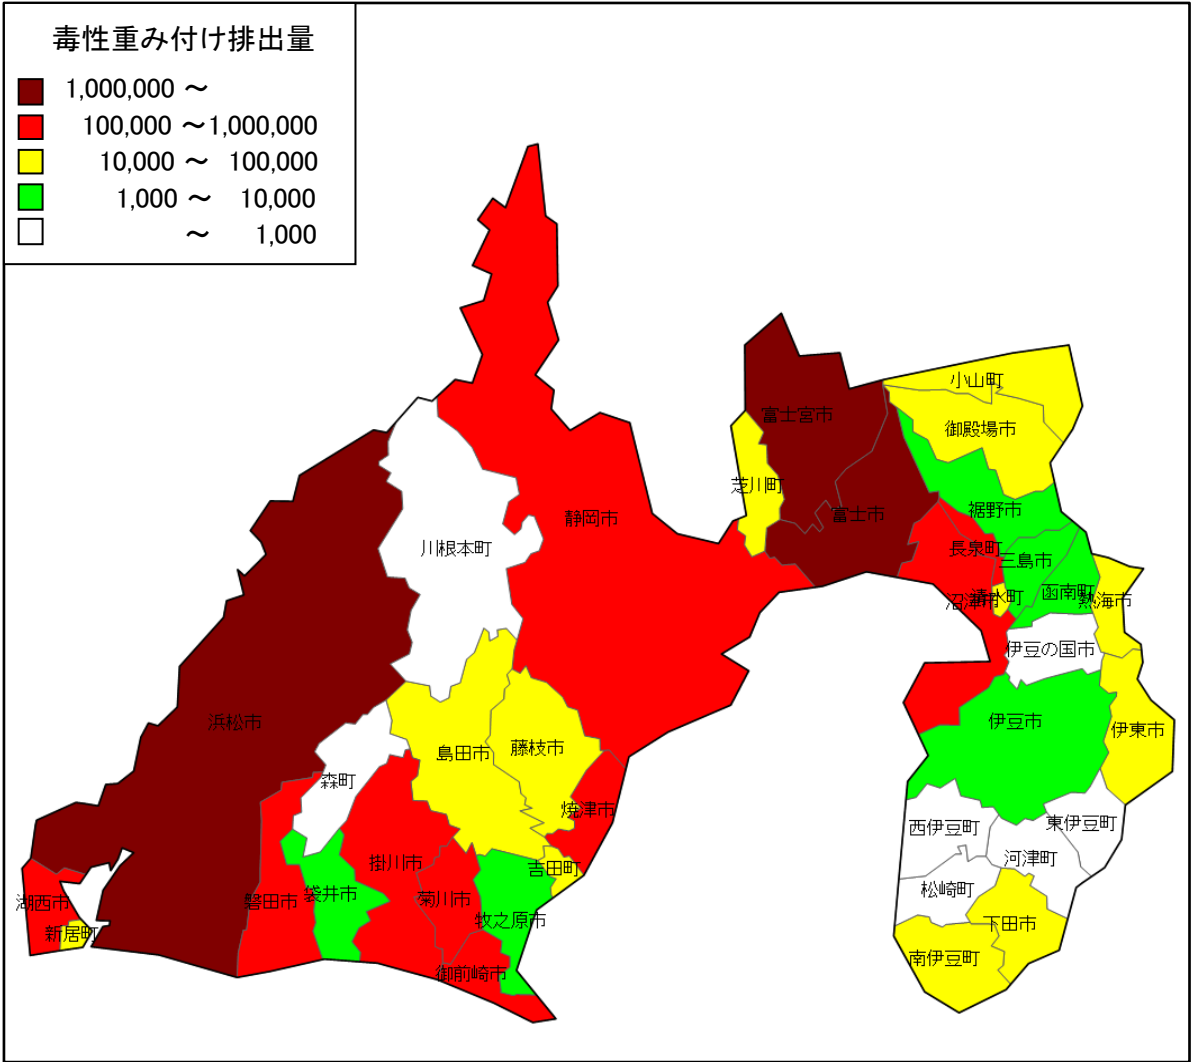 毒性重み付け排出量
1,000,000 ～
100,000 ～1,000,000
10,000 ～ 100,000
1,000 ～ 10,000
～ 1,000
小山町
富士宮市
御殿場市
芝川町
裾野市
富士市
静岡市
長泉町
川根本町
三島市
函南町
清水町
沼津市
熱海市
伊豆の国市
浜松市
伊豆市
伊東市
藤枝市
島田市
森町
焼津市
東伊豆町
西伊豆町
河津町
掛川市
吉田町
松崎町
袋井市
菊川市
磐田市
湖西市
牧之原市
下田市
新居町
南伊豆町
御前崎市